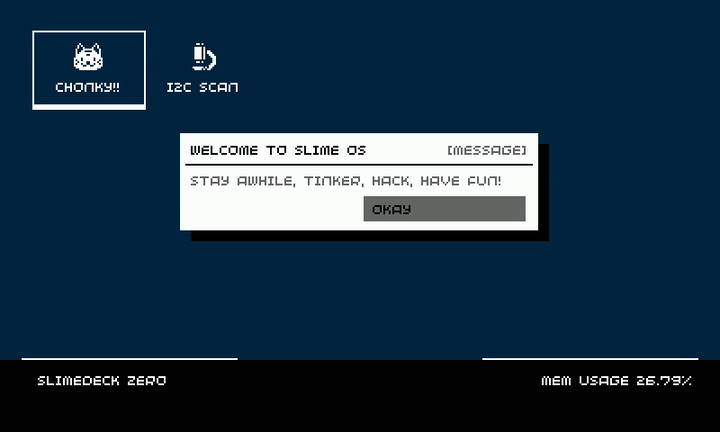 CHONKY!!
I2C SCAN
WELCOME TO SLIME OS [MESSAGE]
STAY AWHILE, TINKER, HACK, HAVE FUN!
OKAY
SLIMEDECK ZERO
MEM USAGE 26.79%